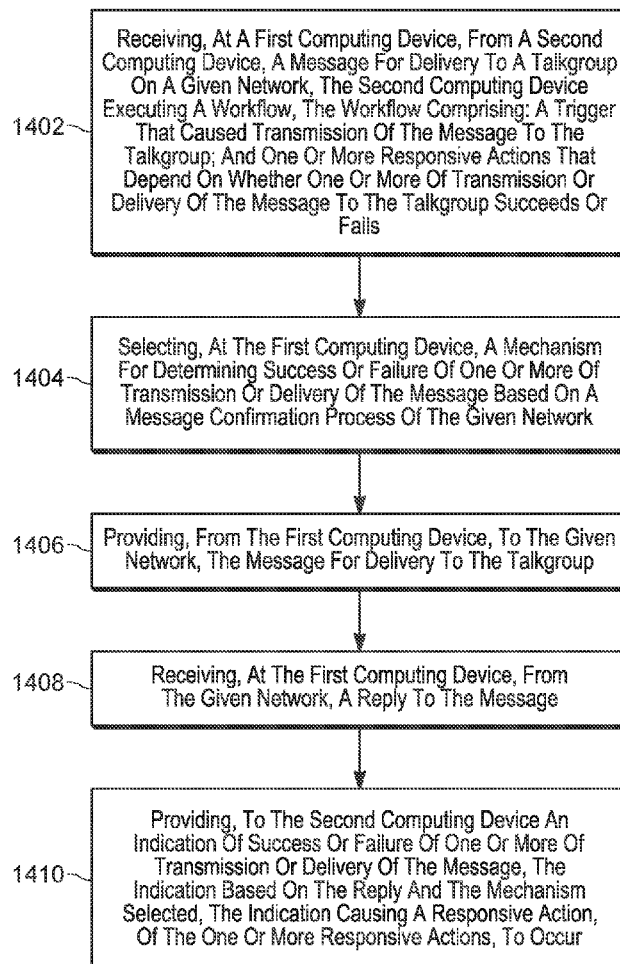 Receiving, At A First Computing Device, From A Second
Computing Device, A Message For Delivery To A Talkgroup
On A Given Network, The Second Computing Device
Executing A Workflow, The Workflow Comprising: A Trigger
That Caused Transmission Of The Message To The
Talkgroup; And One Or More Responsive Actions That
Depend On Whether One Or More Of Transmission Or
Delivery Of The Message To The Talkgroup Succeeds Or
Fails
1402
Selecting, At The First Computing Device, A Mechanism
For Determining Success Or Failure Of One Or More Of
Transmission Or Delivery Of The Message Based On A
Message Confirmation Process Of The Given Network
1404
Providing, From The First Computing Device, To The Given
Network, The Message For Delivery To The Talkgroup
1406
Receiving, At The First Computing Device, From
The Given Network, A Reply To The Message
1408
Providing, To The Second Computing Device An
Indication Of Success Or Failure Of One Or More Of
Transmission Or Delivery Of The Message, The
Indication Based On The Reply And The Mechanism
Selected, The Indication Causing A Responsive Action,
Of The One Or More Responsive Actions, To Occur
1410